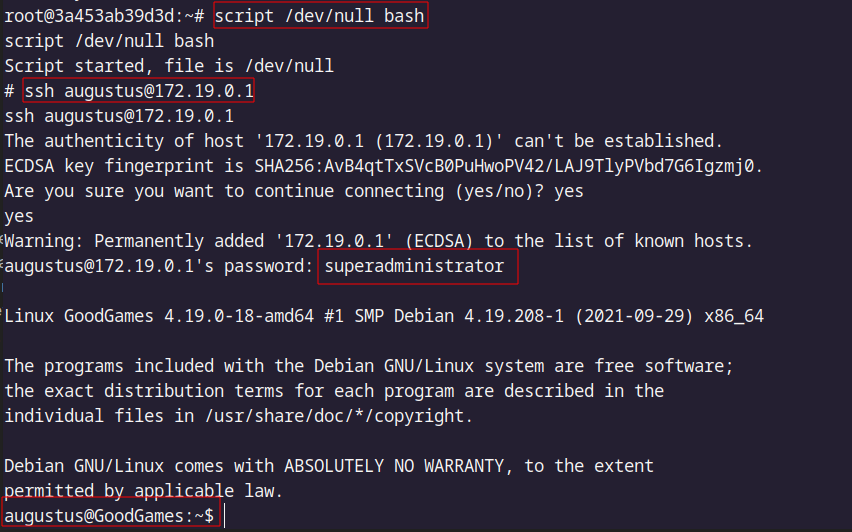 root@3a453ab39d3d:~# script /dev/null bash
script /dev/null bash
Script started, file is /dev/null
# ssh augustus@172.19.0.1
ssh augustus@172.19.0.1
The authenticity of host '172.19.0.1 (172.19.0.1)' can't be established.
ECDSA key fingerprint is SHA256:AvB4qtTxSVcB0PuHwoPV42/LAJ9TlyPVbd7G6Igzmj0.
Are you sure you want to continue connecting (yes/no)? yes
yes
Warning: Permanently added '172.19.0.1' (ECDSA) to the list of known hosts.
augustus@172.19.0.1's password: superadministrator
Linux GoodGames 4.19.0-18-amd64 #1 SMP Debian 4.19.208-1 (2021-09-29) x86_64
The programs included with the Debian GNU/Linux system are free software;
the exact distribution terms for each program are described in the
individual files in /usr/share/doc/*/copyright.
Debian GNU/Linux comes with ABSOLUTELY NO WARRANTY, to the extent
permitted by applicable law.
augustus@GoodGames:~$